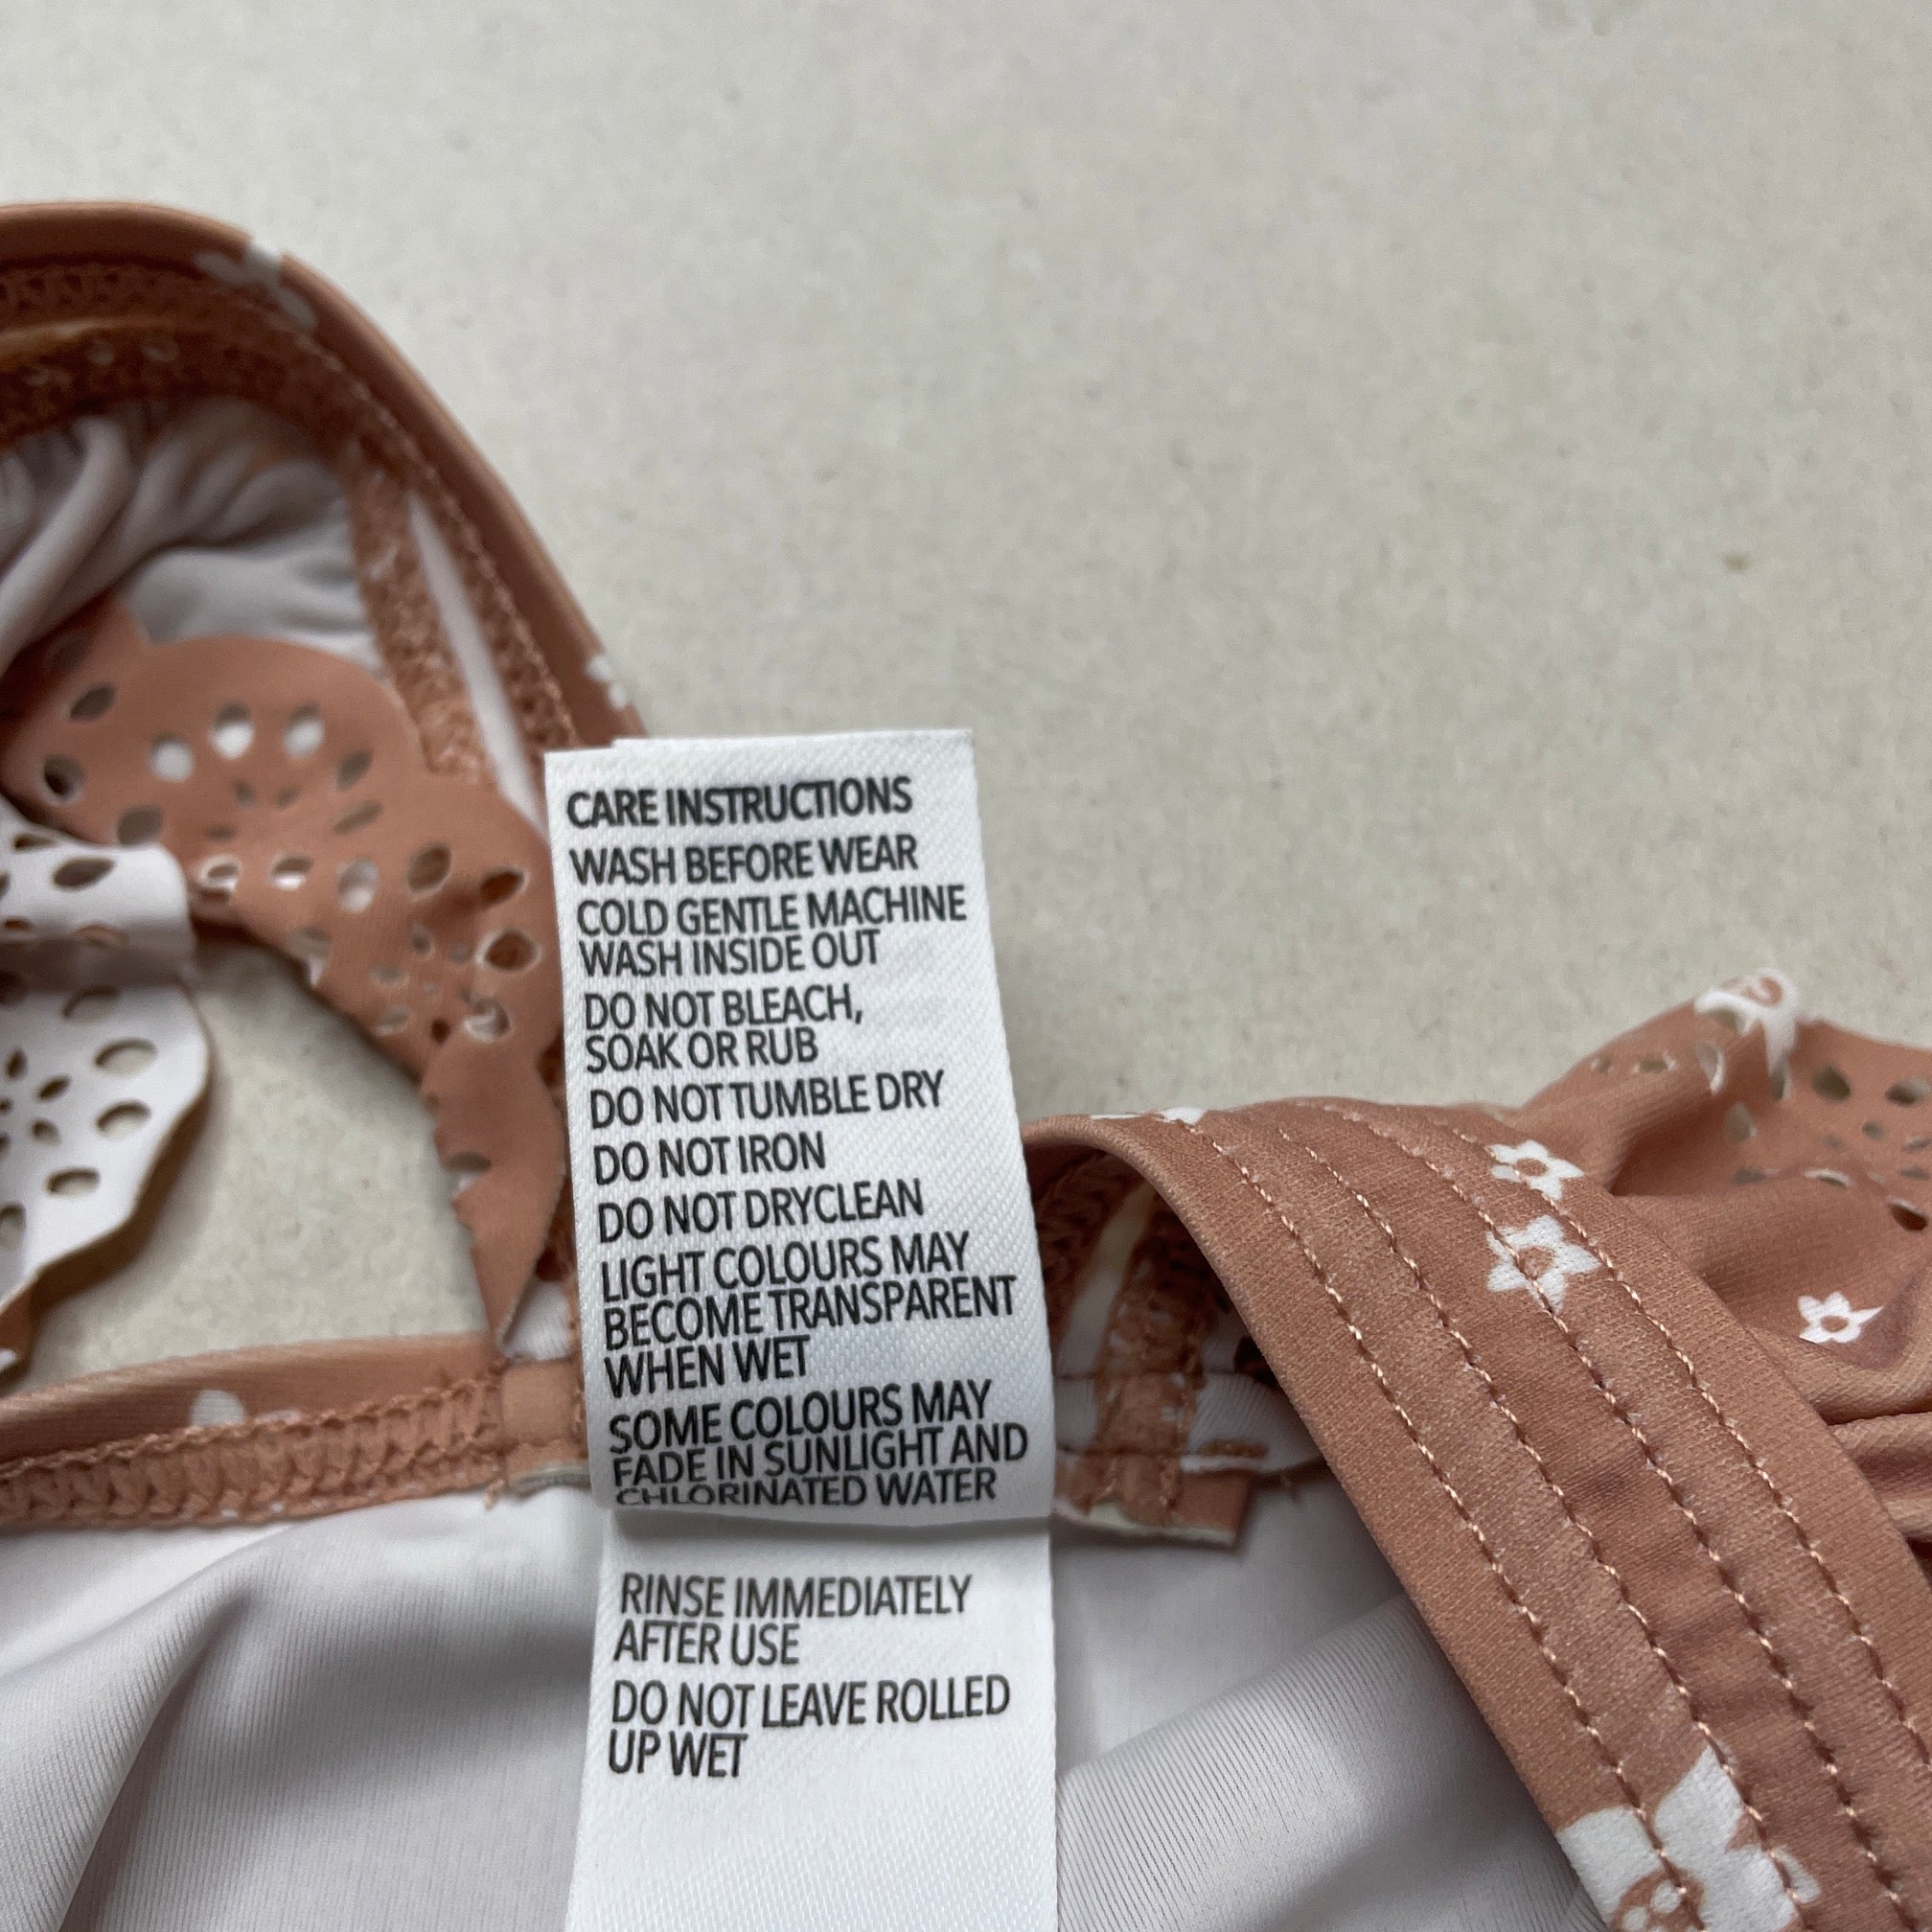 CARE INSTRUCTIONS
WASH BEFORE WEAR
COLD GENTLE MACHINE
WASH INSIDE OUT
DO NOT BLEACH,
SOAK OR RUB
DO NOT TUMBLE DRY
DO NOT IRON
DO NOT DRYCLEAN
LIGHT COLOURS MAY
BECOME TRANSPARENT
WHEN WET
SOME COLOURS MAY
FADE IN SUNLIGHT AND
CHLORINATED WATER
RINSE IMMEDIATELY
AFTER USE
DO NOT LEAVE ROLLED
UP WET